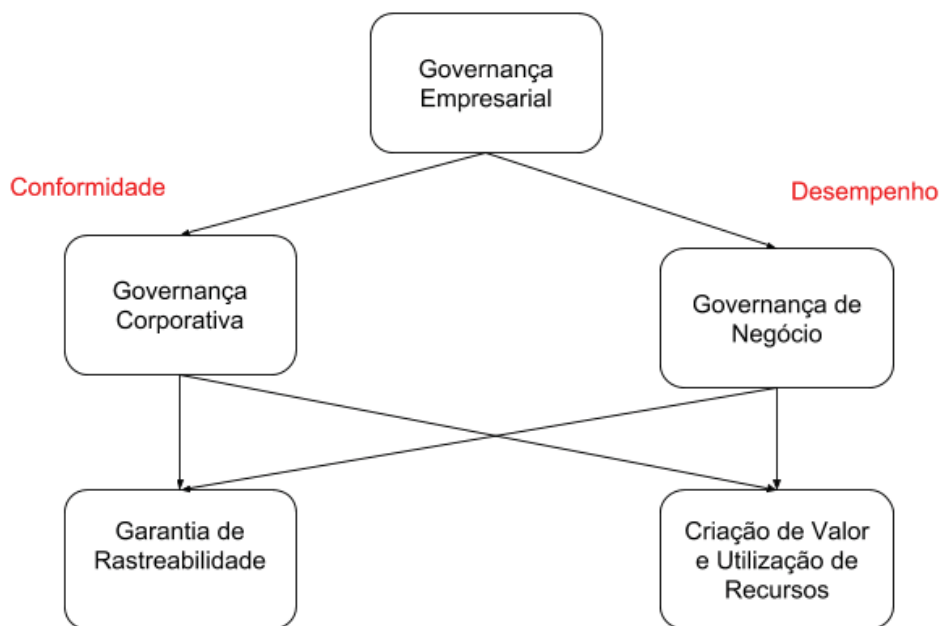 Governança
Empresarial
Conformidade
Desempenho
Governança
Corporativa
Governança de
Negócio
Garantia de
Rastreabilidade
Criação de Valor
e Utilização de
Recursos